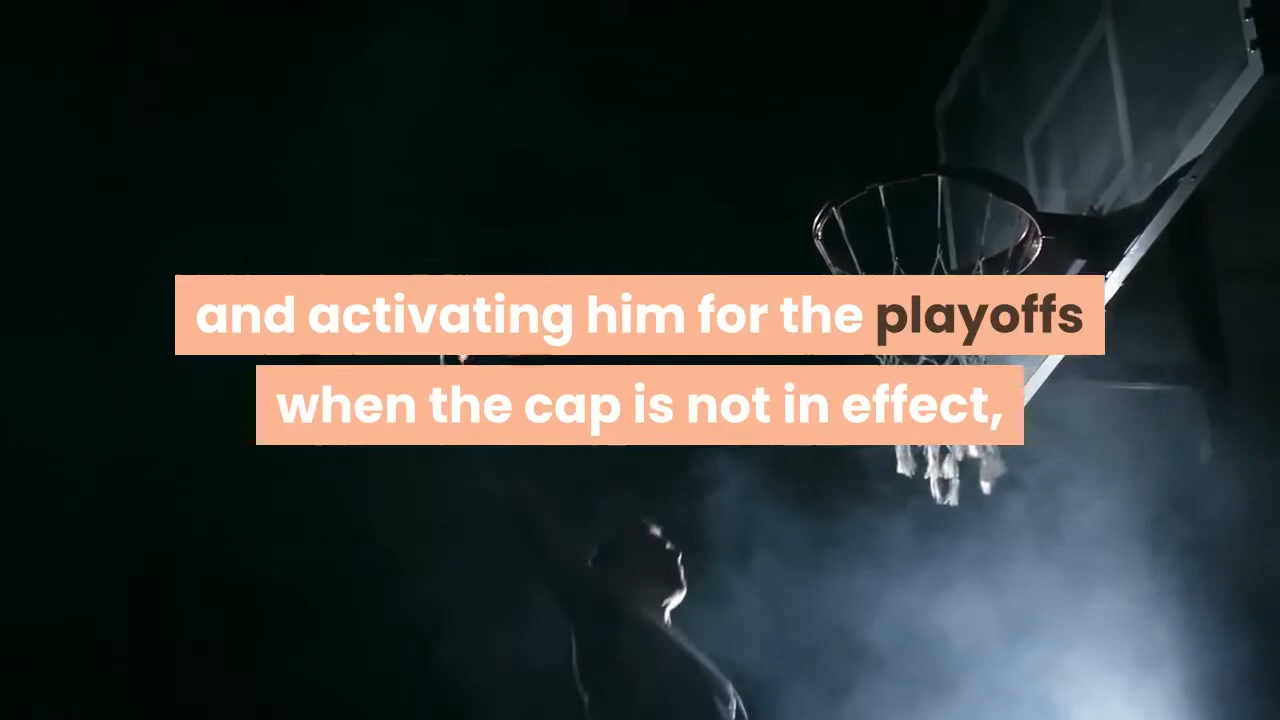 and activating him for the playoffs
when the cap is not in effect,